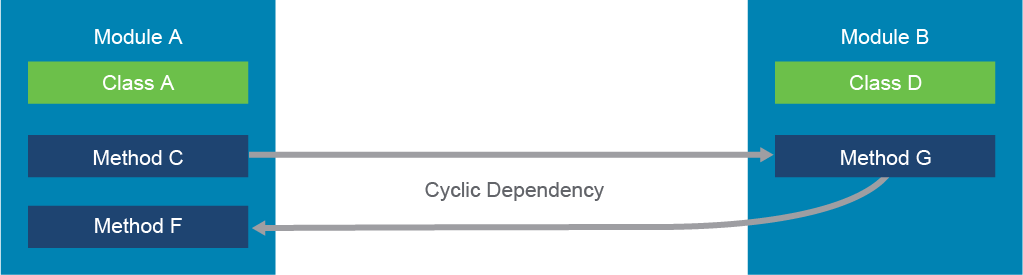 Module A
Class A
Method C
Method F
Cyclic Dependency
Module B
Class D
Method G